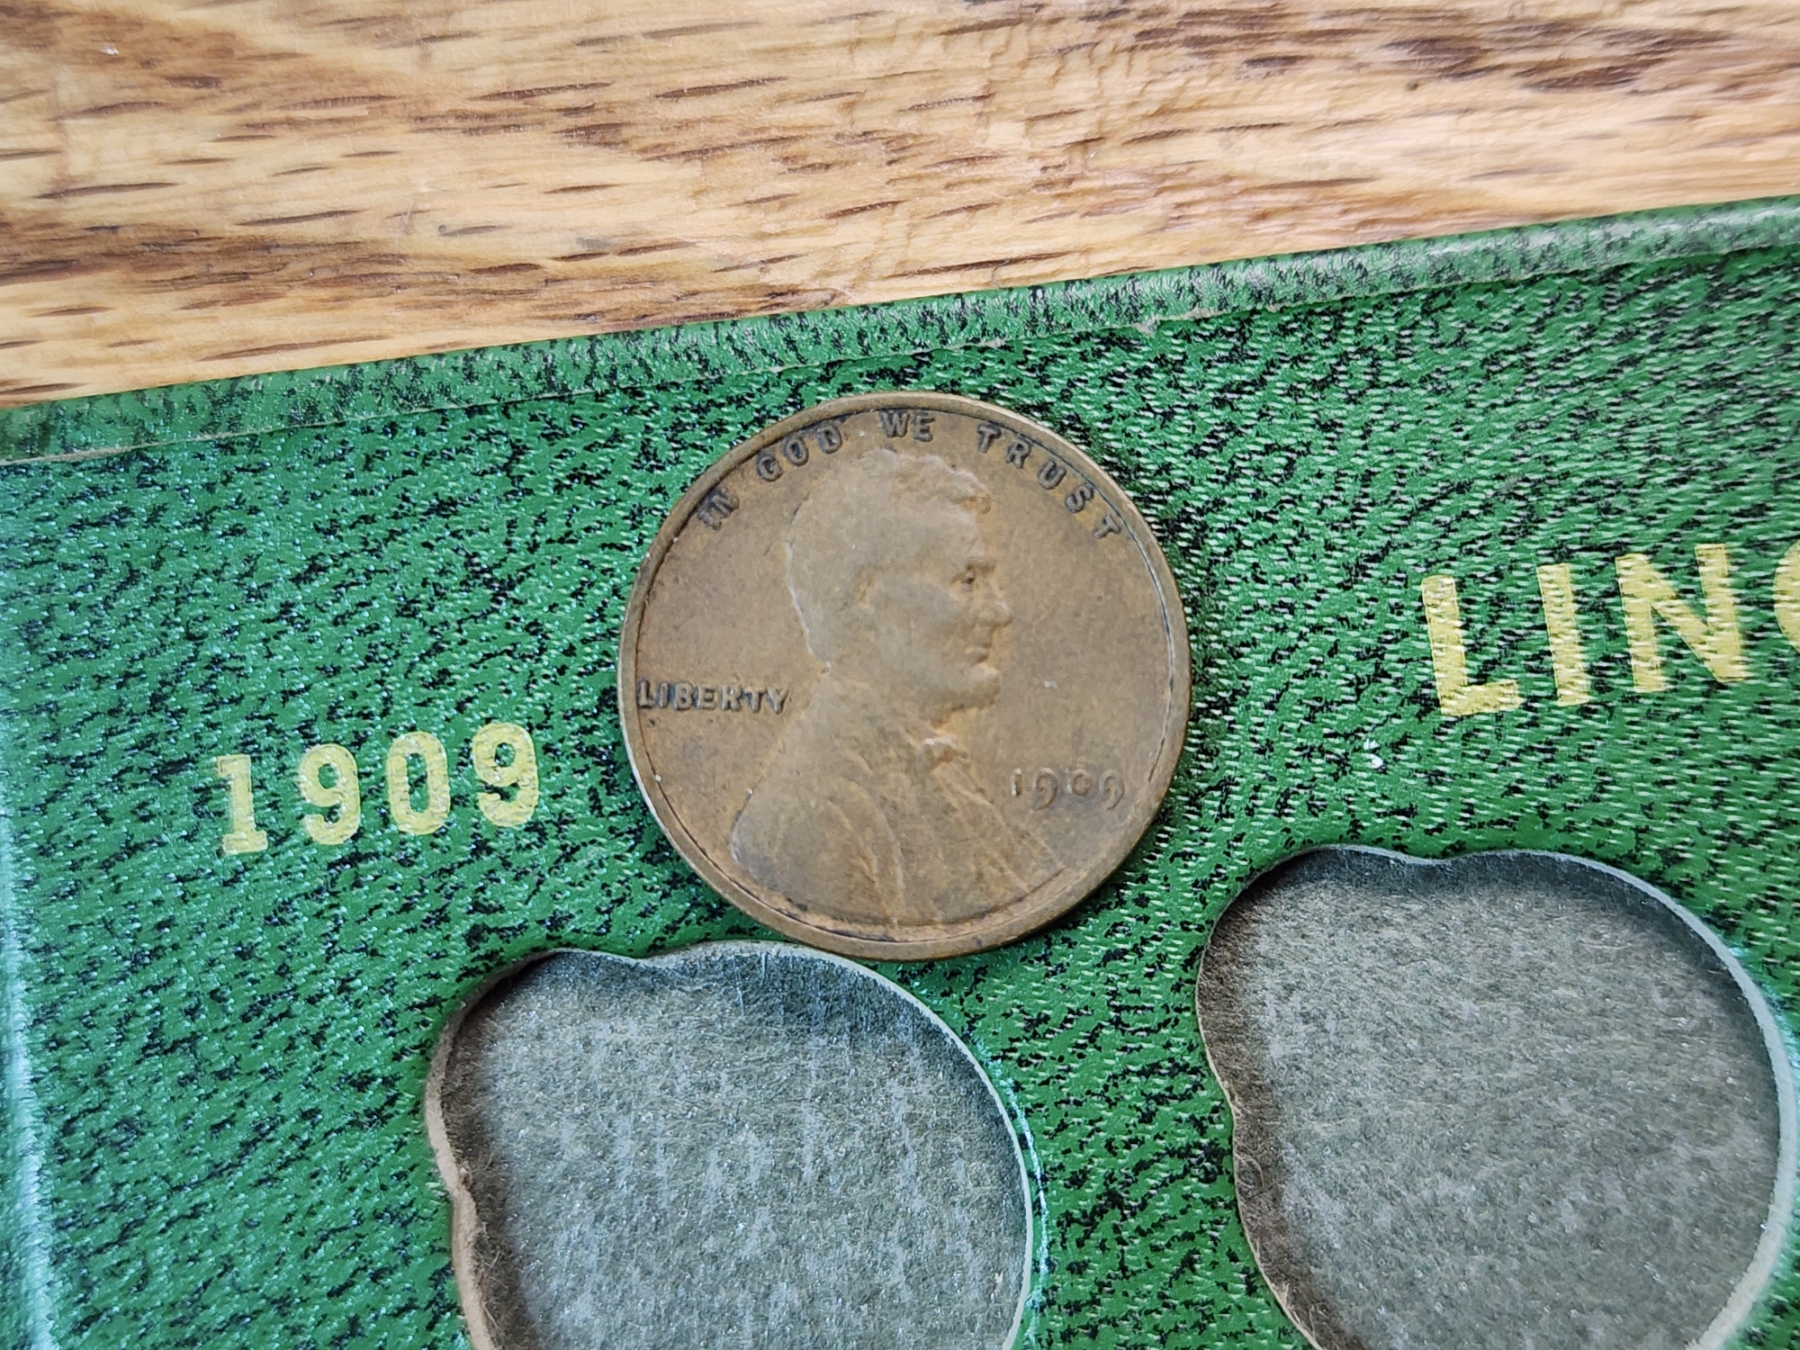 IN GOD WE TRUST
LIBERTY
1909
1909
LINC